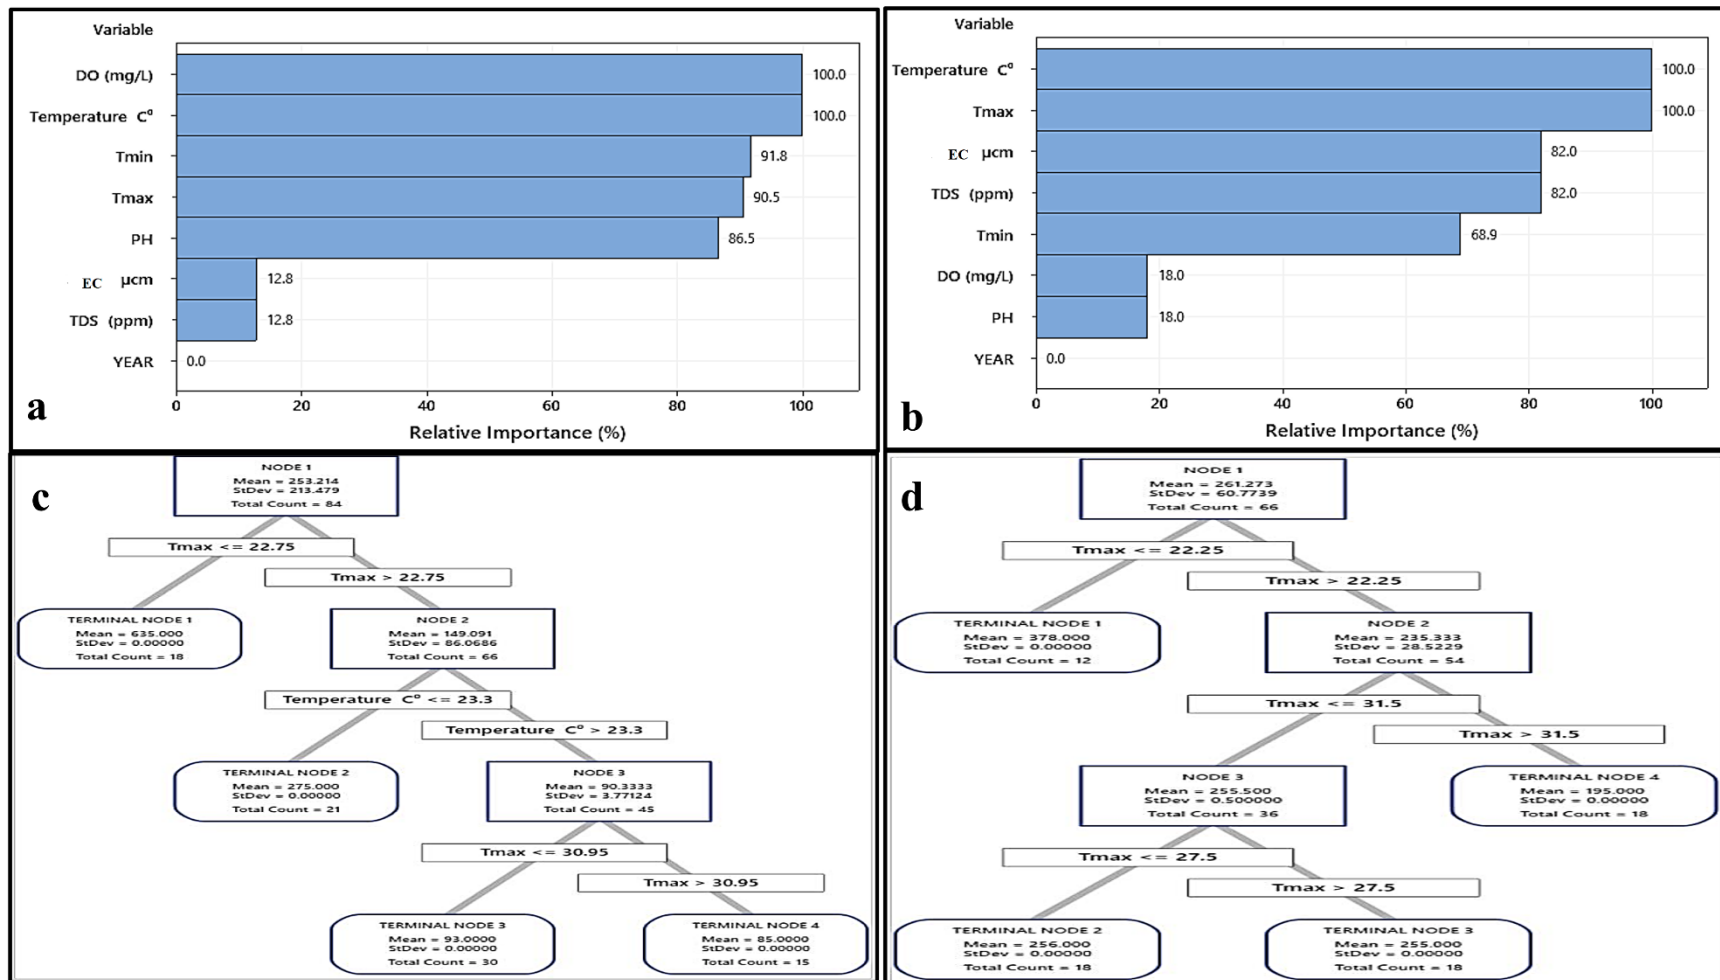 Variable
DO (mg/L)
100.0
Temperature C⁰
100.0
Tmin
91.8
Tmax
90.5
PH
86.5
EC µcm
12.8
TDS (ppm)
12.8
YEAR
0.0
0 20 40 60 80 100
Relative Importance (%)
a
Variable
Temperature C⁰
100.0
Tmax
100.0
EC µcm
82.0
TDS (ppm)
82.0
Tmin
68.9
DO (mg/L)
18.0
PH
18.0
YEAR
0.0
0 20 40 60 80 100
Relative Importance (%)
b
c
NODE 1
Mean = 253.214
StDev = 213.479
Total Count = 84
Tmax <= 22.75
Tmax > 22.75
TERMINAL NODE 1
Mean = 635.000
StDev = 0.00000
Total Count = 18
NODE 2
Mean = 149.091
StDev = 86.0686
Total Count = 66
Temperature C⁰ <= 23.3
Temperature C⁰ > 23.3
TERMINAL NODE 2
Mean = 275.000
StDev = 0.00000
Total Count = 21
NODE 3
Mean = 90.3333
StDev = 3.77124
Total Count = 45
Tmax <= 30.95
Tmax > 30.95
TERMINAL NODE 3
Mean = 93.0000
StDev = 0.00000
Total Count = 30
TERMINAL NODE 4
Mean = 85.0000
StDev = 0.00000
Total Count = 15
d
NODE 1
Mean = 261.273
StDev = 60.7739
Total Count = 66
Tmax <= 22.25
Tmax > 22.25
TERMINAL NODE 1
Mean = 378.000
StDev = 0.00000
Total Count = 12
NODE 2
Mean = 235.333
StDev = 28.5229
Total Count = 54
Tmax <= 31.5
Tmax > 31.5
NODE 3
Mean = 255.500
StDev = 0.500000
Total Count = 36
TERMINAL NODE 4
Mean = 195.000
StDev = 0.00000
Total Count = 18
Tmax <= 27.5
Tmax > 27.5
TERMINAL NODE 2
Mean = 256.000
StDev = 0.00000
Total Count = 18
TERMINAL NODE 3
Mean = 255.000
StDev = 0.00000
Total Count = 18